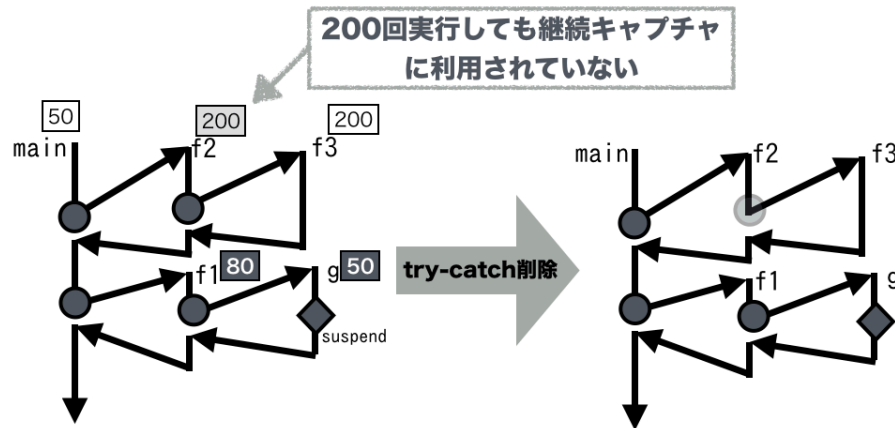 200回実行しても継続キャプチャ
に利用されていない
50
200
200
main
f2
f3
f1
80
g
50
suspend
try-catch削除
main
f2
f3
f1
g